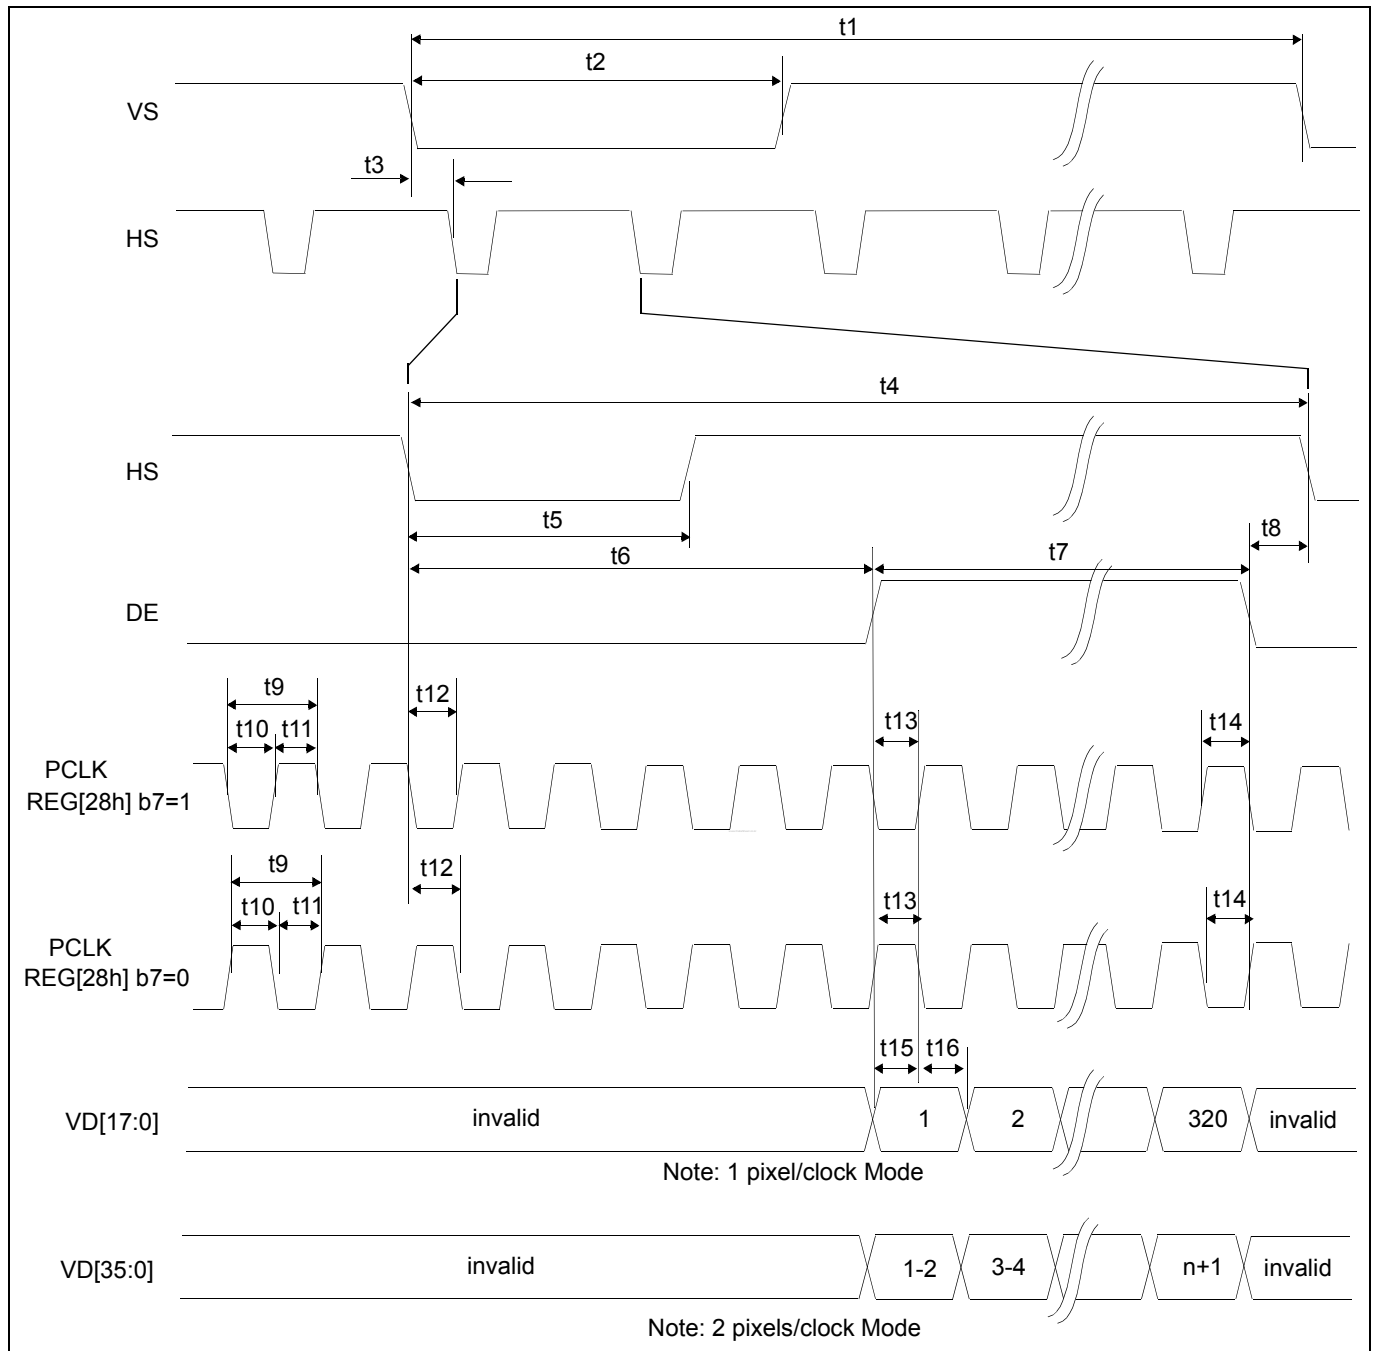 t1
t2
VS
t3
HS
t4
HS
t5
t8
t6
t7
DE
t9
t12
t10 t11
t13
t14
PCLK
REG[28h] b7=1
t9
t12
t10 t11
t13
t14
PCLK
REG[28h] b7=0
t15 t16
VD[17:0]
invalid
1
2
320
invalid
Note: 1 pixel/clock Mode
VD[35:0]
invalid
1-2
3-4
n+1
invalid
Note: 2 pixels/clock Mode